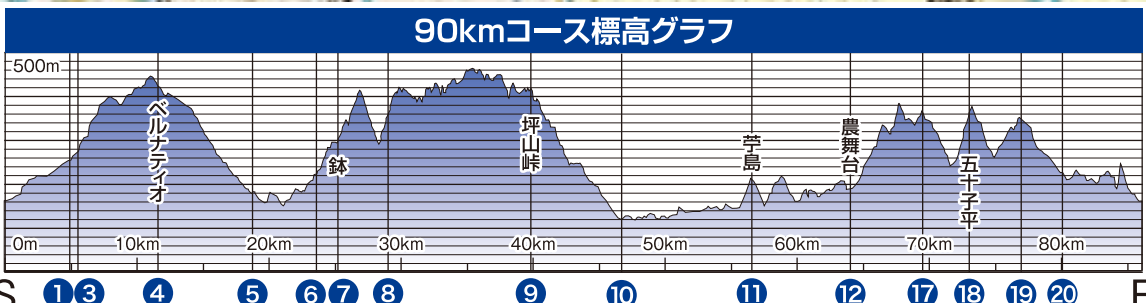 90kmコース標高グラフ
500m
ベルナティオ
鉢
坪山峠
苧島
農舞台
五十子平
0m 10km 20km 30km 40km 50km 60km 70km 80km
S 1 3 4 5 6 7 8 9 10 11 12 17 18 19 20 F